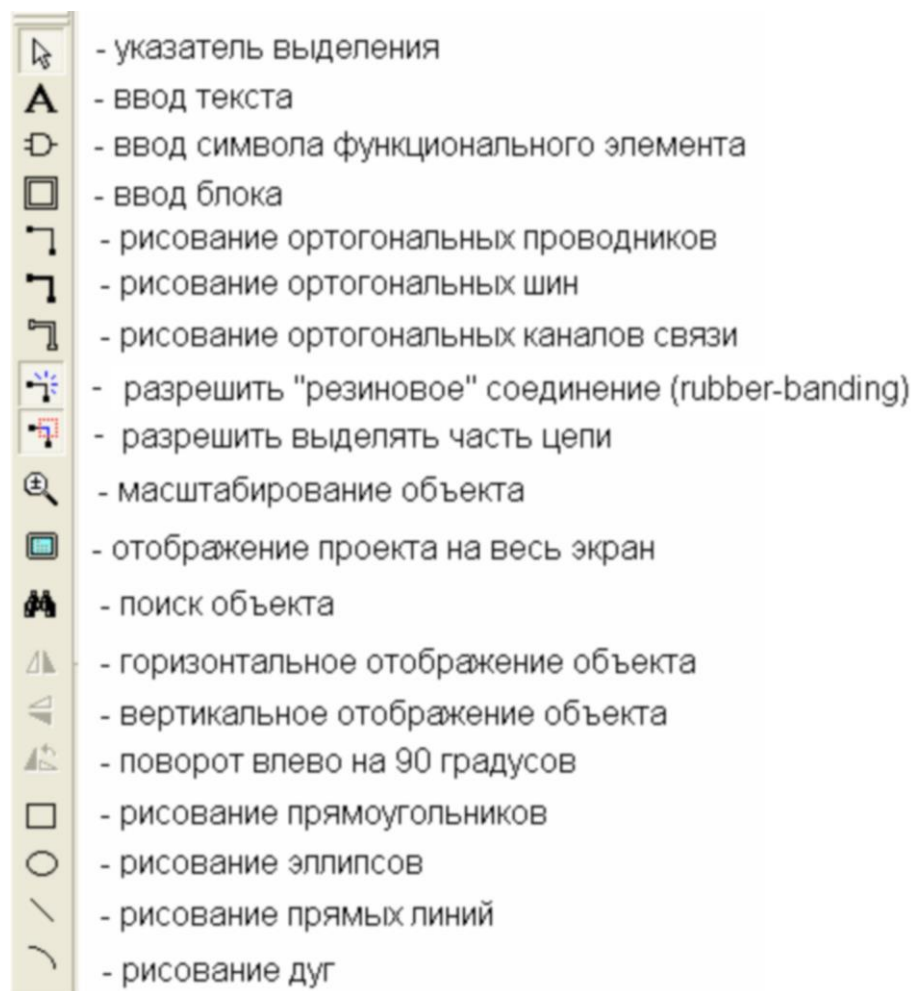 - указатель выделения
A - ввод текста
- ввод символа функционального элемента
- ввод блока
- рисование ортогональных проводников
- рисование ортогональных шин
- рисование ортогональных каналов связи
- разрешить "резиновое" соединение (rubber-banding)
- разрешить выделять часть цепи
- масштабирование объекта
- отображение проекта на весь экран
- поиск объекта
- горизонтальное отображение объекта
- вертикальное отображение объекта
- поворот влево на 90 градусов
- рисование прямоугольников
- рисование эллипсов
- рисование прямых линий
- рисование дуг